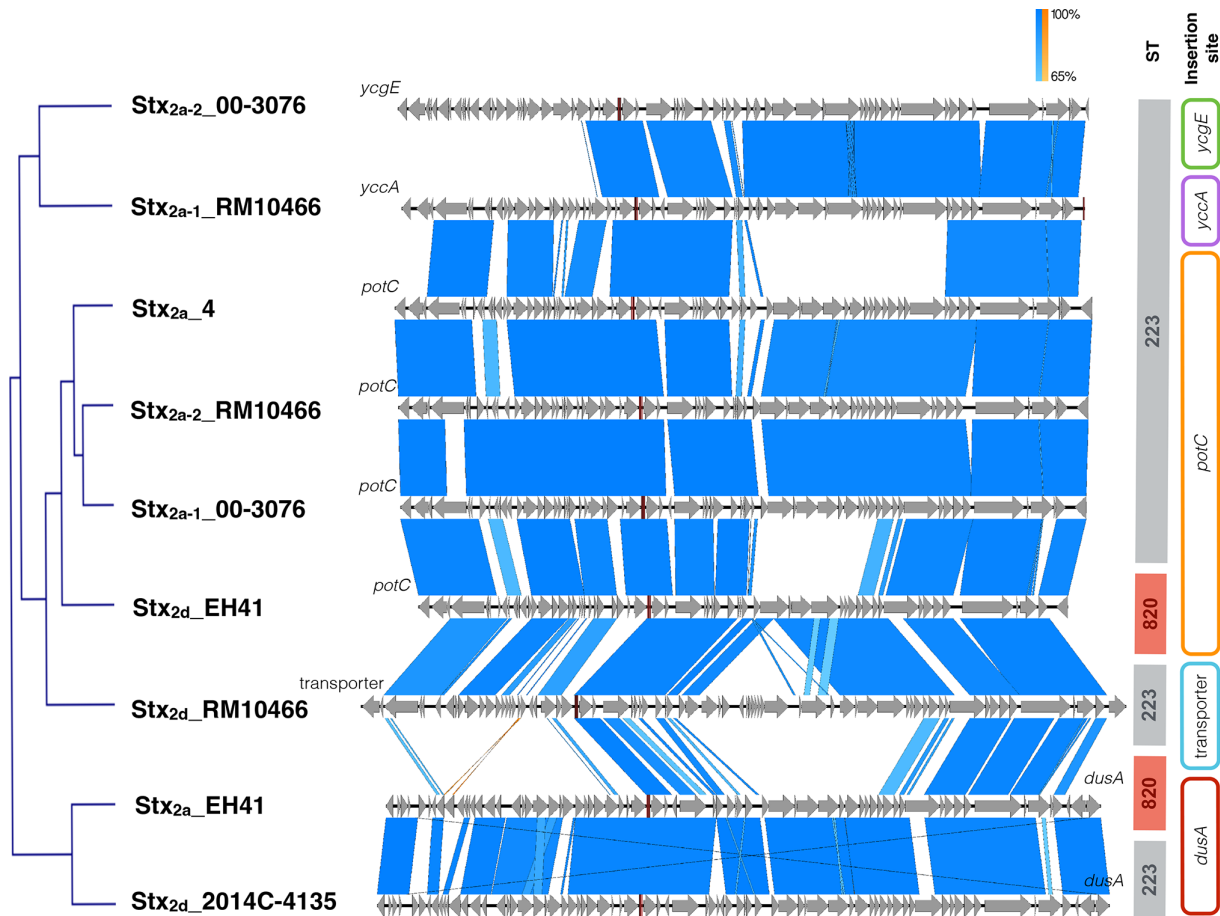 100%
65%
ST
Insertion site
ycgE
Stx2a-2_00-3076
ycgE
yccA
Stx2a-1_RM10466
yccA
potC
Stx2a_4
223
potC
Stx2a-2_RM10466
potC
potC
Stx2a-1_00-3076
potC
Stx2d_EH41
820
transporter
Stx2d_RM10466
223
transporter
dusA
Stx2a_EH41
820
dusA
dusA
Stx2d_2014C-4135
223